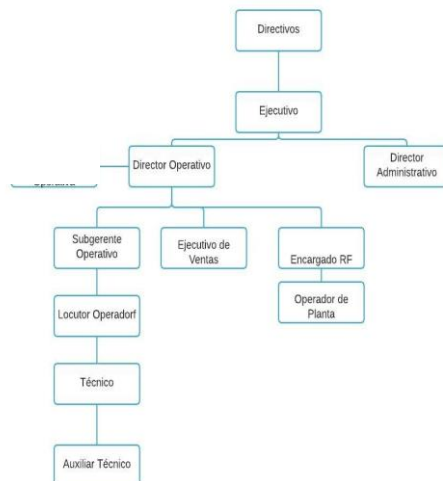 Directivos
Ejecutivo
Director Operativo
Director
Administrativo
Subgerente
Operativo
Ejecutivo de
Ventas
Encargado RF
Locutor Operadorf
Operador de
Planta
Técnico
Auxiliar Técnico